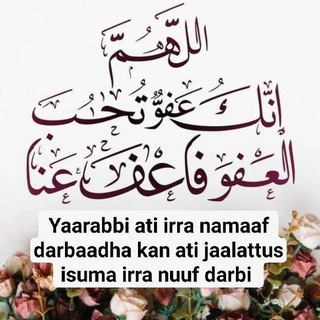 اللَّهُمَّ
إِنَّكَ عَفُوٌّ تُحِبُّ
الْعَفْوَ فَاعْفُ عَنَّا
Yaarabbi ati irra namaaf
darbaadha kan ati jaalattus
isuma irra nuuf darbi